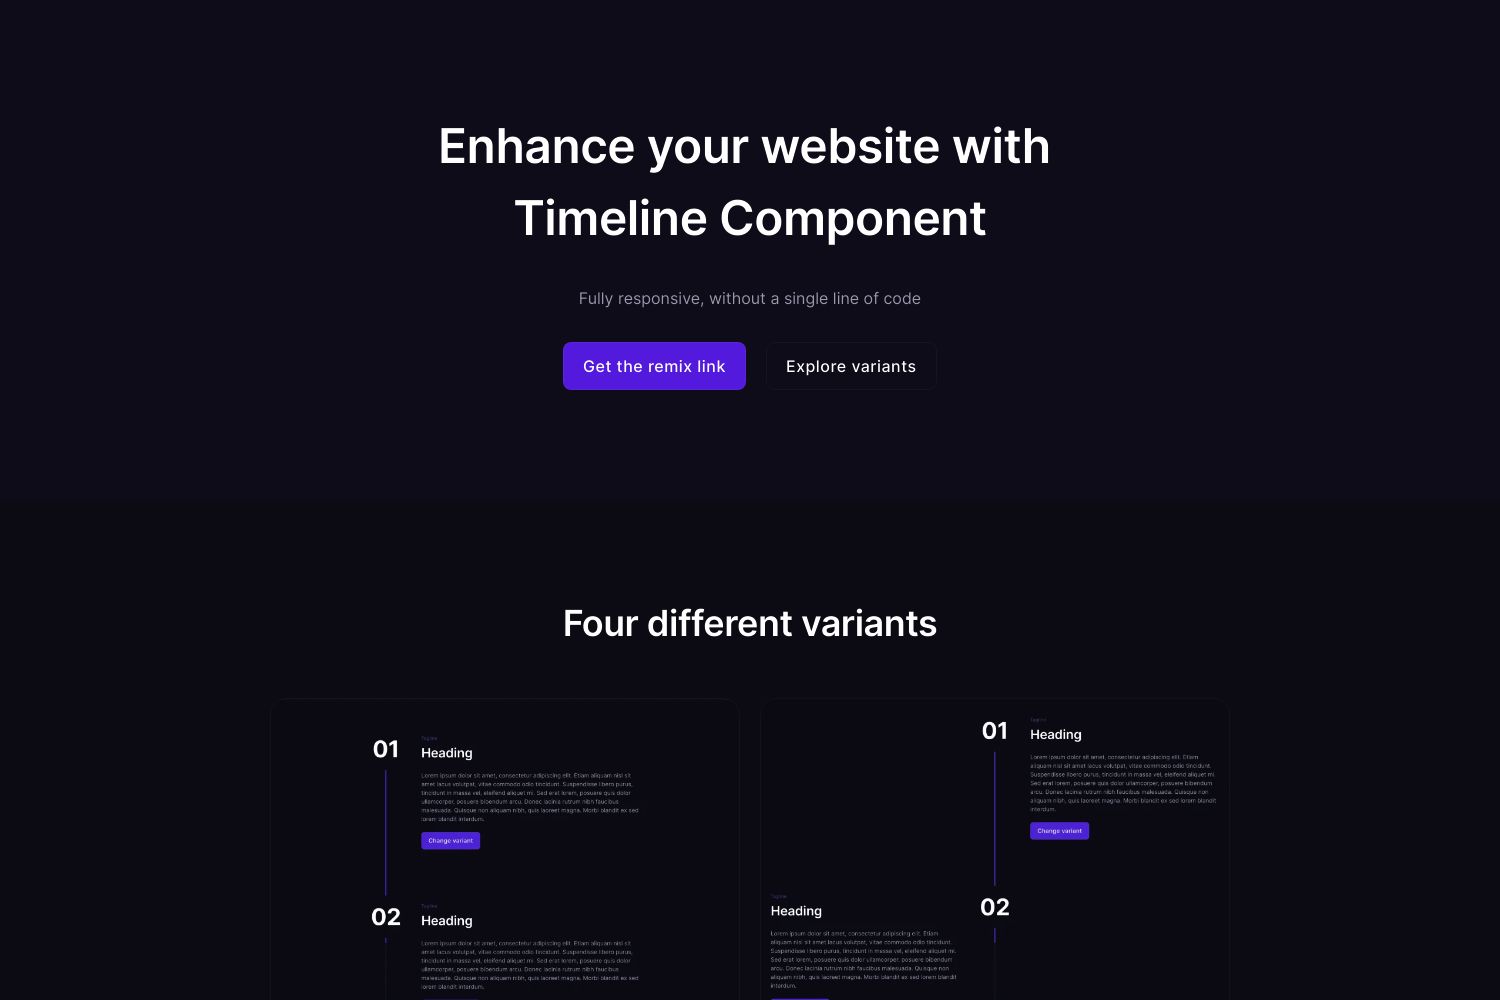 Enhance your website with
Timeline Component
Fully responsive, without a single line of code
Get the remix link
Explore variants
Four different variants
01
Tagline
Heading
Lorem ipsum dolor sit amet, consectetur adipiscing elit. Etiam aliquam nisl sit
amet lacus volutpat, vitae commodo odio tincidunt. Suspendisse libero purus,
tincidunt in massa vel, eleifend aliquet mi. Sed erat lorem, posuere quis dolor
ullamcorper, posuere bibendum arcu. Donec lacinia rutrum nibh faucibus
malesuada. Quisque non aliquam nibh, quis laoreet magna. Morbi blandit ex sed
lorem blandit interdum.
Change variant
02
Tagline
Heading
Lorem ipsum dolor sit amet, consectetur adipiscing elit. Etiam aliquam nisl sit
amet lacus volutpat, vitae commodo odio tincidunt. Suspendisse libero purus,
tincidunt in massa vel, eleifend aliquet mi. Sed erat lorem, posuere quis dolor
ullamcorper, posuere bibendum arcu. Donec lacinia rutrum nibh faucibus
malesuada. Quisque non aliquam nibh, quis laoreet magna. Morbi blandit ex sed
lorem blandit interdum.
01
Tagline
Heading
Lorem ipsum dolor sit amet, consectetur adipiscing elit. Etiam
aliquam nisl sit amet lacus volutpat, vitae commodo odio tincidunt.
Suspendisse libero purus, tincidunt in massa vel, eleifend aliquet mi.
Sed erat lorem, posuere quis dolor ullamcorper, posuere bibendum
arcu. Donec lacinia rutrum nibh faucibus malesuada. Quisque non
aliquam nibh, quis laoreet magna. Morbi blandit ex sed lorem blandit
interdum.
Change variant
02
Tagline
Heading
Lorem ipsum dolor sit amet, consectetur adipiscing elit. Etiam
aliquam nisl sit amet lacus volutpat, vitae commodo odio tincidunt.
Suspendisse libero purus, tincidunt in massa vel, eleifend aliquet mi.
Sed erat lorem, posuere quis dolor ullamcorper, posuere bibendum
arcu. Donec lacinia rutrum nibh faucibus malesuada. Quisque non
aliquam nibh, quis laoreet magna. Morbi blandit ex sed lorem blandit
interdum.